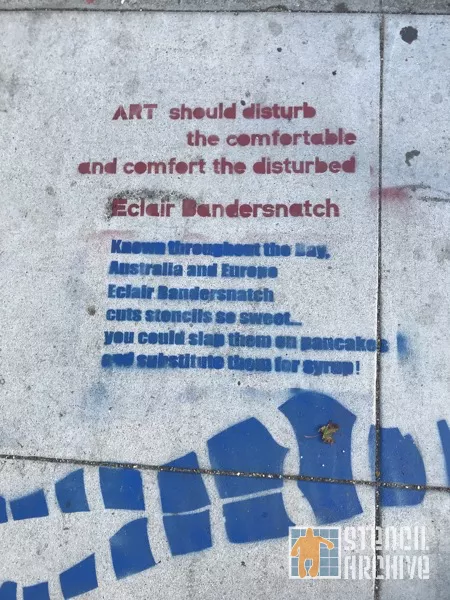 ART should disturb
the comfortable
and comfort the disturbed
Eclair Bandersnatch
Known throughout the Bay,
Australia and Europe
Eclair Bandersnatch
cuts stencils so sweet...
you could slap them on pancakes
and substitute them for syrup!
STENCIL
ARCHIVE